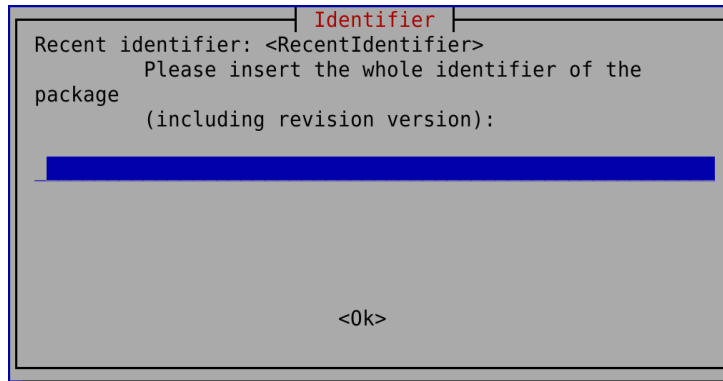 Identifier
Recent identifier: <RecentIdentifier>
Please insert the whole identifier of the
package
(including revision version):
<Ok>